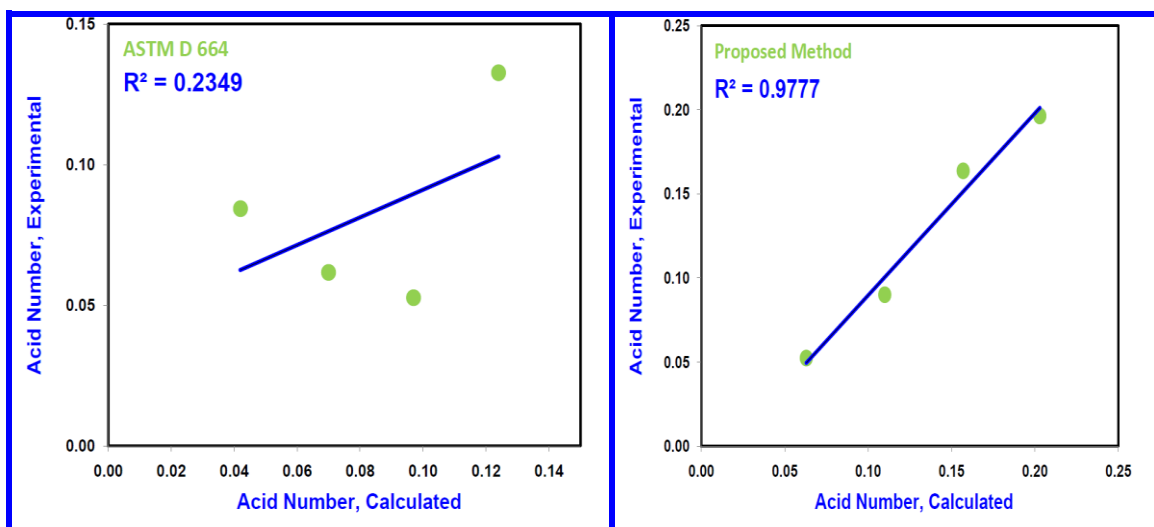 ASTM D 664
R² = 0.2349
Acid Number, Experimental
0.15
0.10
0.05
0.00
0.00 0.02 0.04 0.06 0.08 0.10 0.12 0.14
Acid Number, Calculated
Proposed Method
R² = 0.9777
Acid Number, Experimental
0.25
0.20
0.15
0.10
0.05
0.00
0.00 0.05 0.10 0.15 0.20 0.25
Acid Number, Calculated